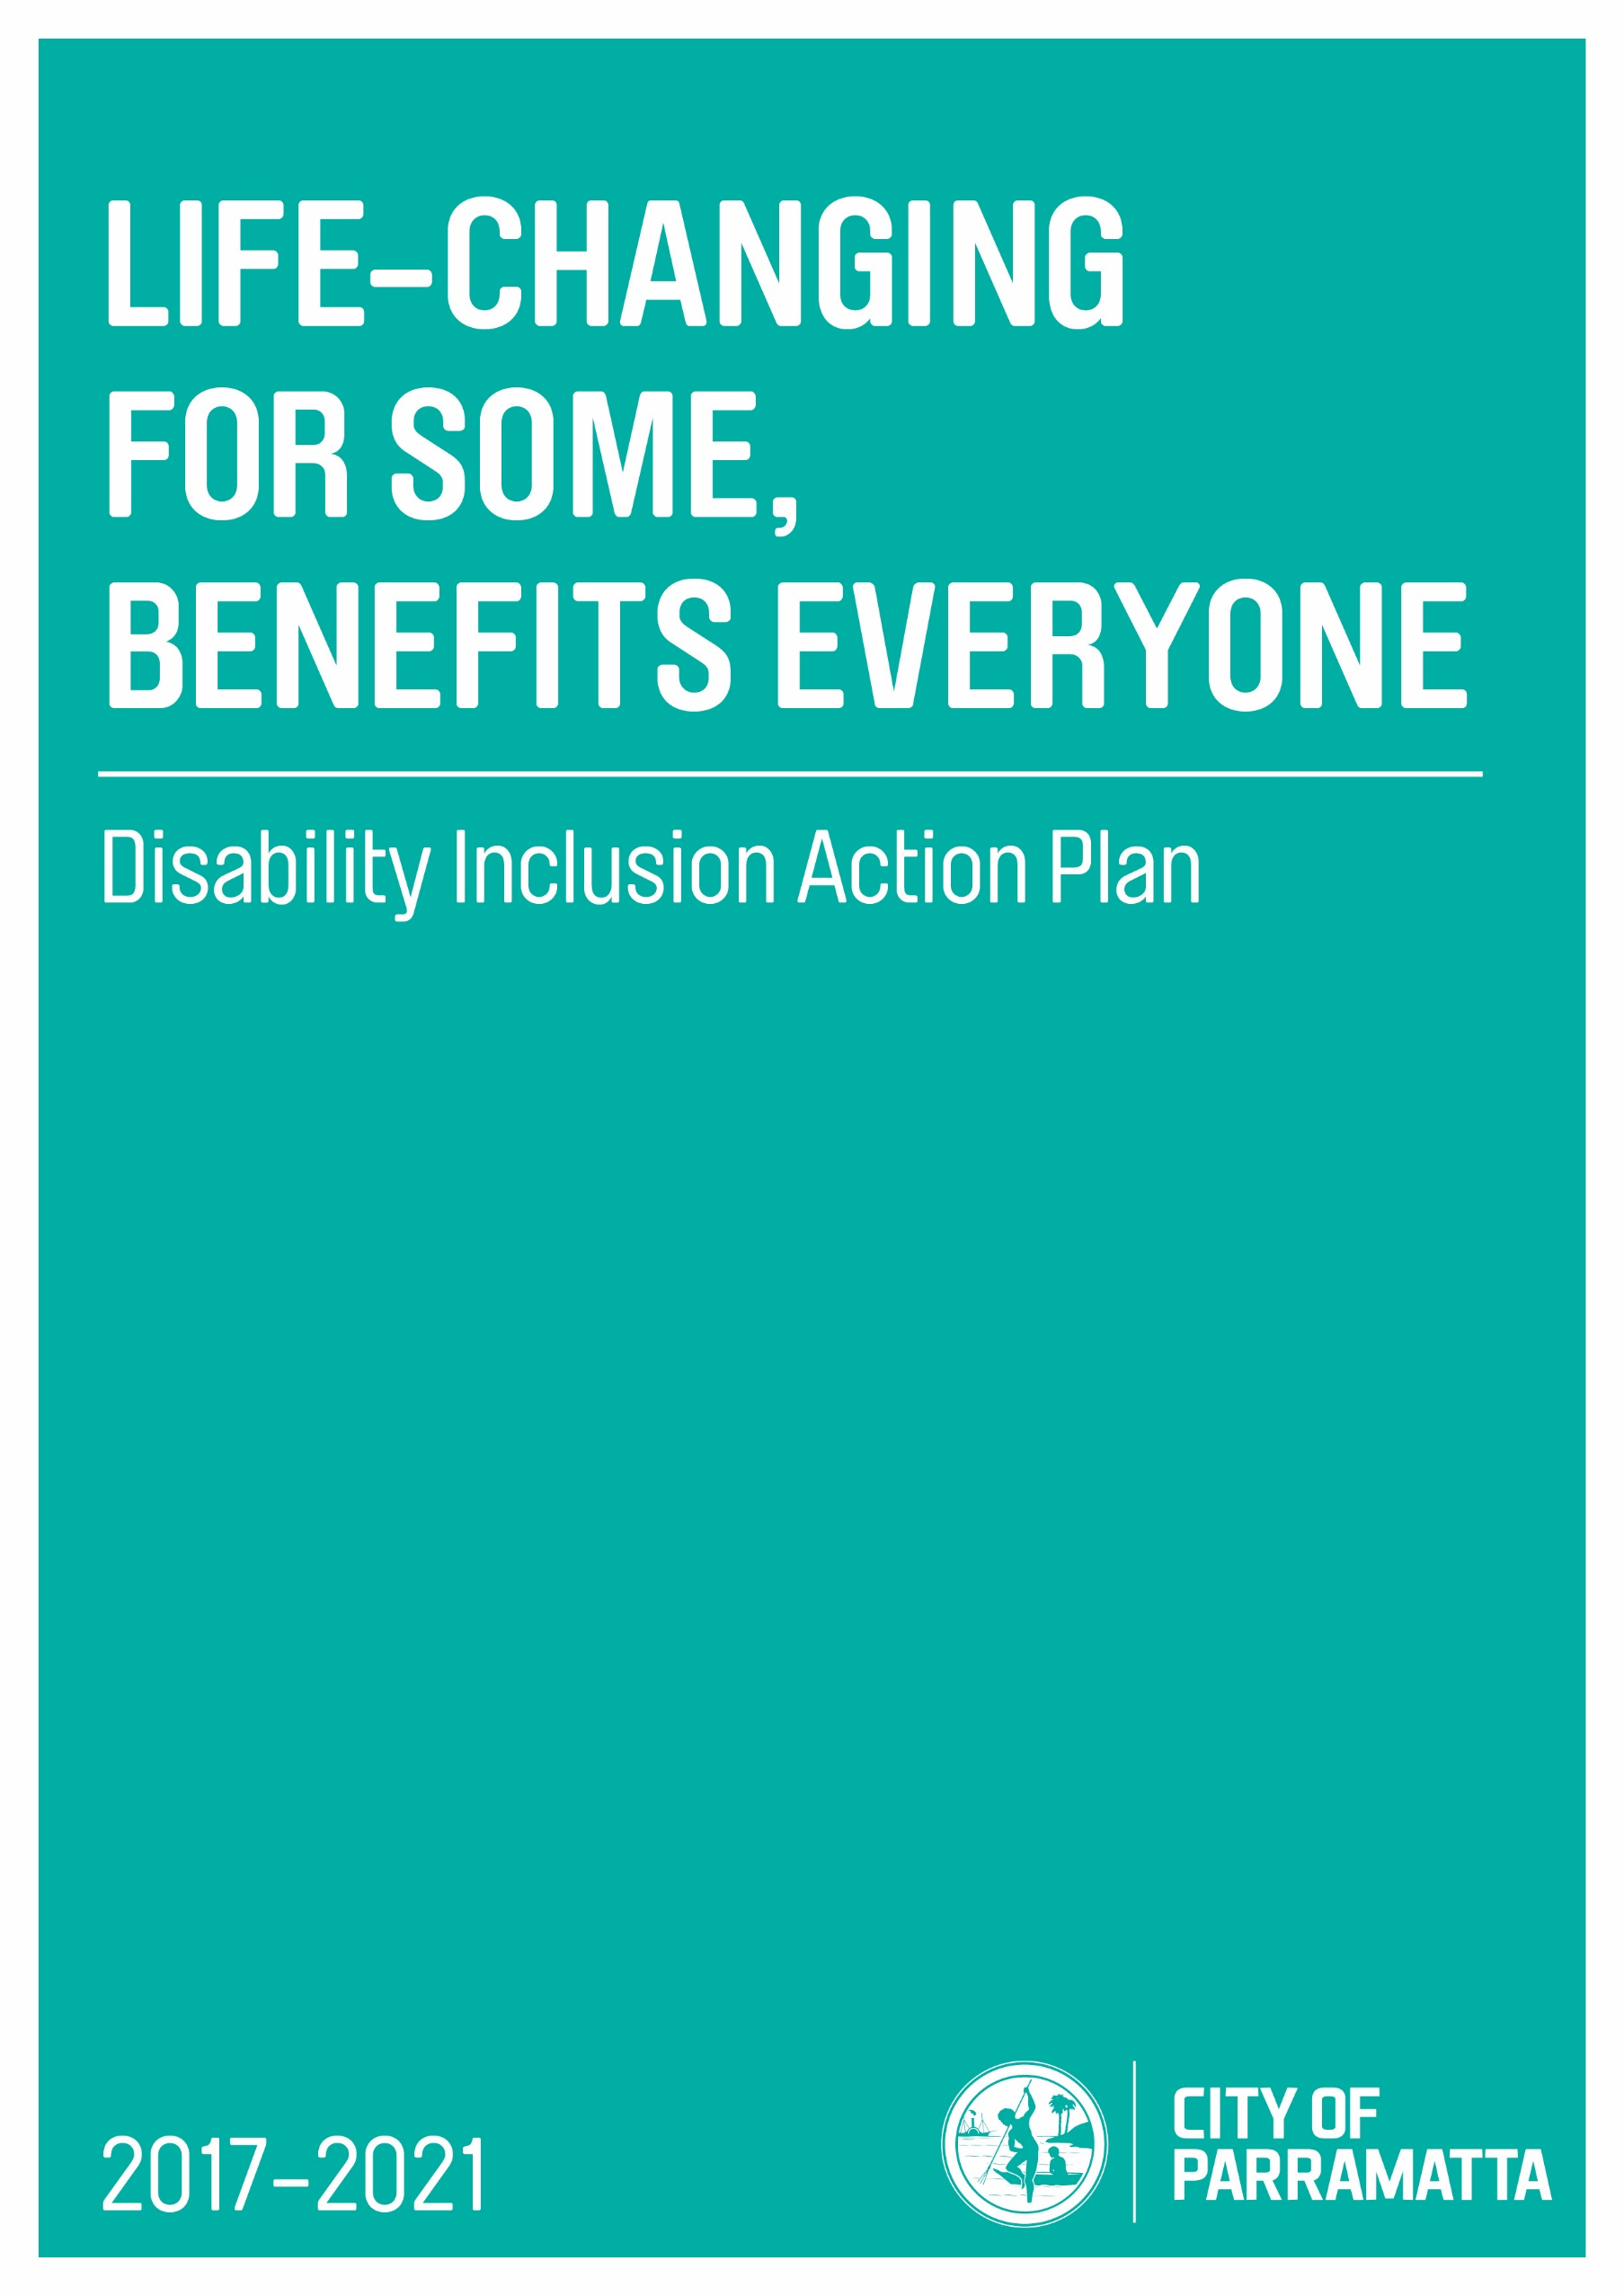 LIFE-CHANGING
FOR SOME,
BENEFITS EVERYONE
Disability Inclusion Action Plan
2017-2021
CITY OF
PARRAMATTA